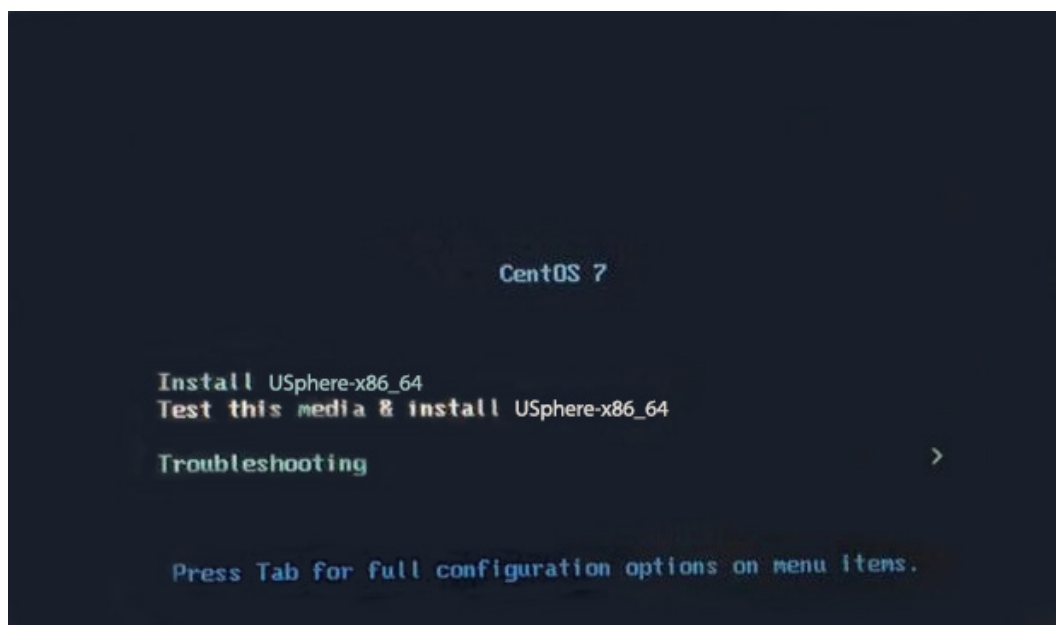 CentOS 7
Install USphere-x86_64
Test this media & install USphere-x86_64
Troubleshooting >
Press Tab for full configuration options on menu items.